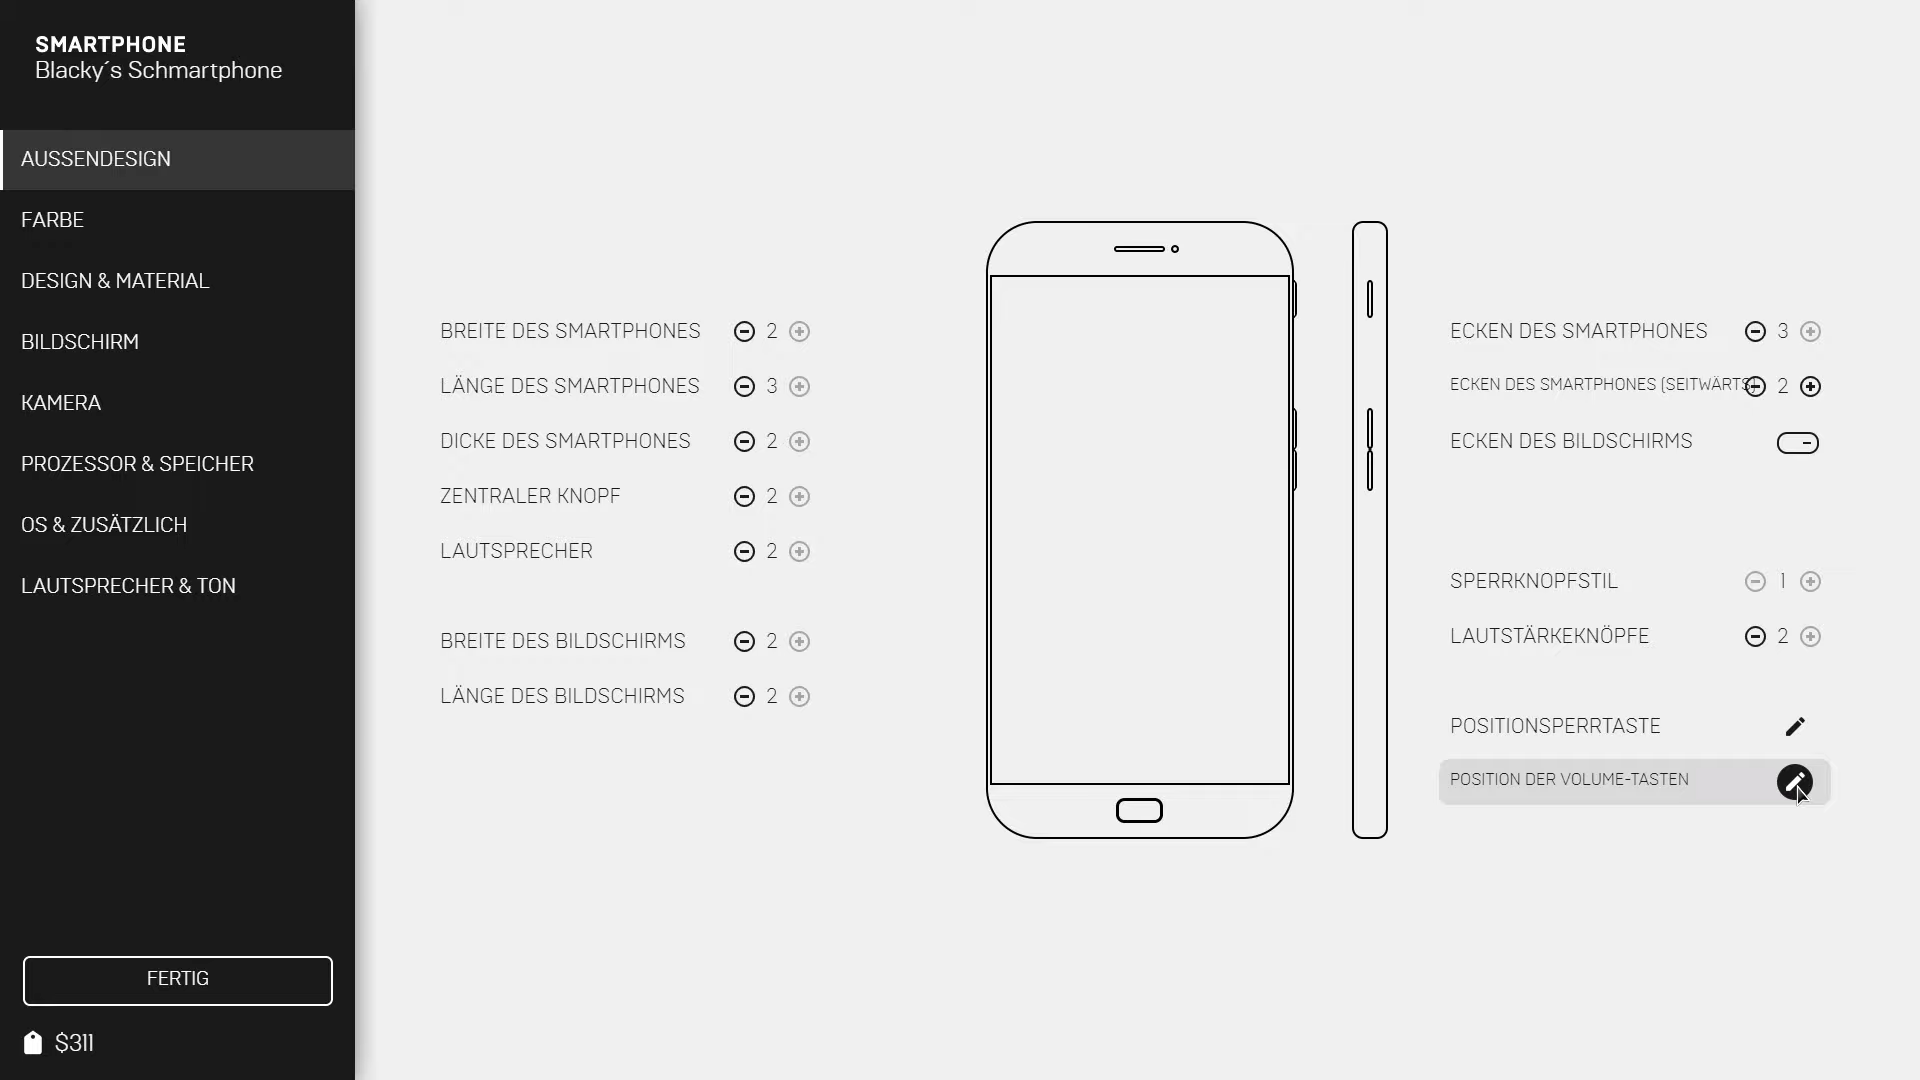 SMARTPHONE
Blacky´s Schmartphone
AUSSENDESIGN
FARBE
DESIGN & MATERIAL
BILDSCHIRM
KAMERA
PROZESSOR & SPEICHER
OS & ZUSÄTZLICH
LAUTSPRECHER & TON
FERTIG
$311
BREITE DES SMARTPHONES 2
LÄNGE DES SMARTPHONES 3
DICKE DES SMARTPHONES 2
ZENTRALER KNOPF 2
LAUTSPRECHER 2
BREITE DES BILDSCHIRMS 2
LÄNGE DES BILDSCHIRMS 2
ECKEN DES SMARTPHONES 3
ECKEN DES SMARTPHONES (SEITWÄRTS) 2
ECKEN DES BILDSCHIRMS
SPERRKNOPFSTIL 1
LAUTSTÄRKEKNÖPFE 2
POSITIONSPERRTASTE
POSITION DER VOLUME-TASTEN